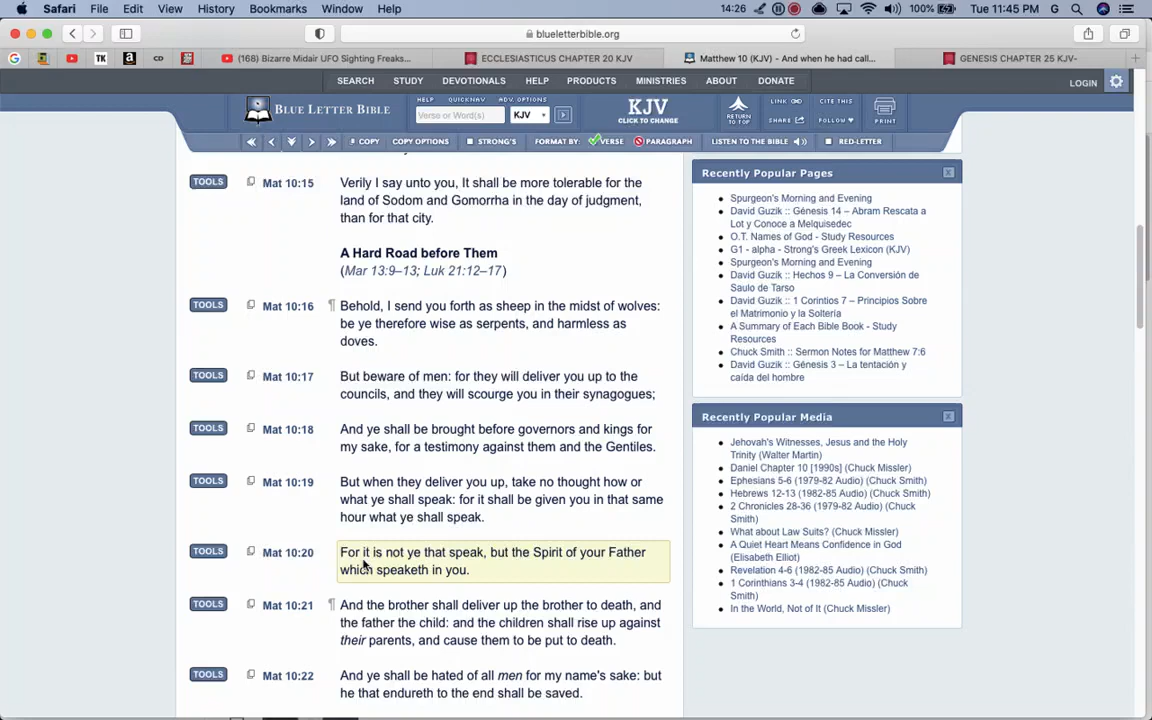 Safari File Edit View History Bookmarks Window Help 14:26 100% Tue 11:45 PM G
blueletterbible.org
TK a CD (168) Bizarre Midair UFO Sighting Freaks... ECCLESIASTICUS CHAPTER 20 KJV Matthew 10 (KJV) - And when he had call... GENESIS CHAPTER 25 KJV-
SEARCH STUDY DEVOTIONALS HELP PRODUCTS MINISTRIES ABOUT DONATE LOGIN
BLUE LETTER BIBLE
HELP QUICKNAV ADV. OPTIONS
Verse or Word(s) KJV
KJV
CLICK TO CHANGE
RETURN
TO TOP
LINK CITE THIS
SHARE FOLLOW PRINT
COPY COPY OPTIONS STRONG'S FORMAT BY: VERSE PARAGRAPH LISTEN TO THE BIBLE RED-LETTER
TOOLS Mat 10:15 Verily I say unto you, It shall be more tolerable for the
land of Sodom and Gomorrha in the day of judgment,
than for that city.
A Hard Road before Them
(Mar 13:9–13; Luk 21:12–17)
TOOLS Mat 10:16 ¶ Behold, I send you forth as sheep in the midst of wolves:
be ye therefore wise as serpents, and harmless as
doves.
TOOLS Mat 10:17 But beware of men: for they will deliver you up to the
councils, and they will scourge you in their synagogues;
TOOLS Mat 10:18 And ye shall be brought before governors and kings for
my sake, for a testimony against them and the Gentiles.
TOOLS Mat 10:19 But when they deliver you up, take no thought how or
what ye shall speak: for it shall be given you in that same
hour what ye shall speak.
TOOLS Mat 10:20 For it is not ye that speak, but the Spirit of your Father
which speaketh in you.
TOOLS Mat 10:21 ¶ And the brother shall deliver up the brother to death, and
the father the child: and the children shall rise up against
their parents, and cause them to be put to death.
TOOLS Mat 10:22 And ye shall be hated of all men for my name's sake: but
he that endureth to the end shall be saved.
Recently Popular Pages
Spurgeon's Morning and Evening
David Guzik :: Génesis 14 – Abram Rescata a
Lot y Conoce a Melquisedec
O.T. Names of God - Study Resources
G1 - alpha - Strong's Greek Lexicon (KJV)
Spurgeon's Morning and Evening
David Guzik :: Hechos 9 – La Conversión de
Saulo de Tarso
David Guzik :: 1 Corintios 7 – Principios Sobre
el Matrimonio y la Soltería
A Summary of Each Bible Book - Study
Resources
Chuck Smith :: Sermon Notes for Matthew 7:6
David Guzik :: Génesis 3 – La tentación y
caída del hombre
Recently Popular Media
Jehovah's Witnesses, Jesus and the Holy
Trinity (Walter Martin)
Daniel Chapter 10 [1990s] (Chuck Missler)
Ephesians 5-6 (1979-82 Audio) (Chuck Smith)
Hebrews 12-13 (1982-85 Audio) (Chuck Smith)
2 Chronicles 28-36 (1979-82 Audio) (Chuck
Smith)
What about Law Suits? (Chuck Missler)
A Quiet Heart Means Confidence in God
(Elisabeth Elliot)
Revelation 4-6 (1982-85 Audio) (Chuck Smith)
1 Corinthians 3-4 (1982-85 Audio) (Chuck
Smith)
In the World, Not of It (Chuck Missler)